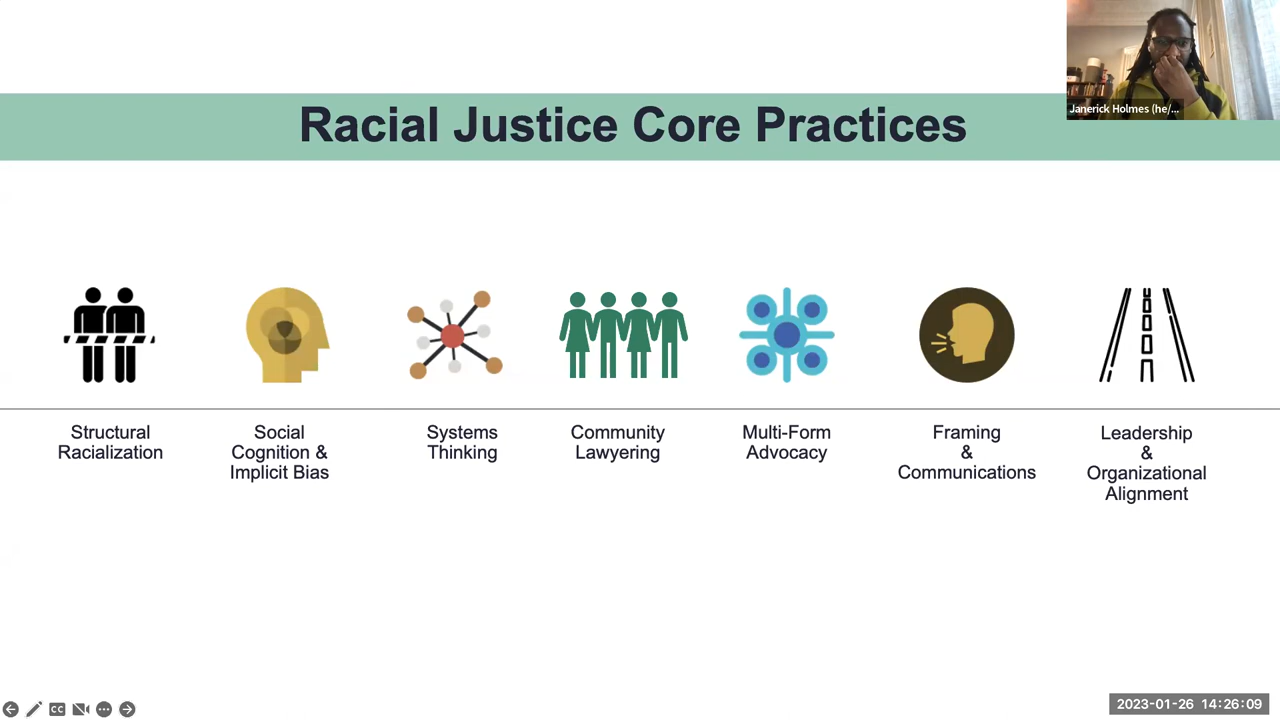 Racial Justice Core Practices
Janerick Holmes (he/...
Structural
Racialization
Social
Cognition &
Implicit Bias
Systems
Thinking
Community
Lawyering
Multi-Form
Advocacy
Framing
&
Communications
Leadership
&
Organizational
Alignment
CC
2023-01-26 14:26:09